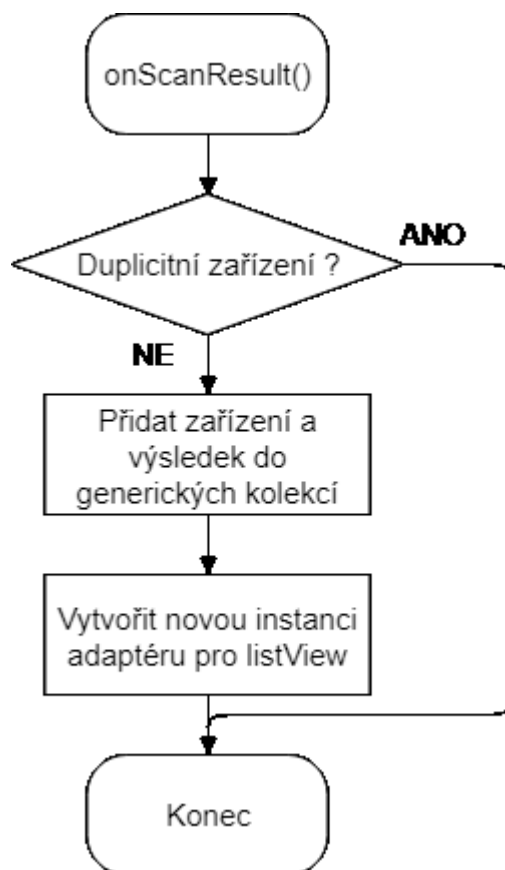 onScanResult()
Duplicitní zařízení ?
ANO
NE
Přidat zařízení a
výsledek do
generických kolekcí
Vytvořit novou instanci
adaptéru pro listView
Konec